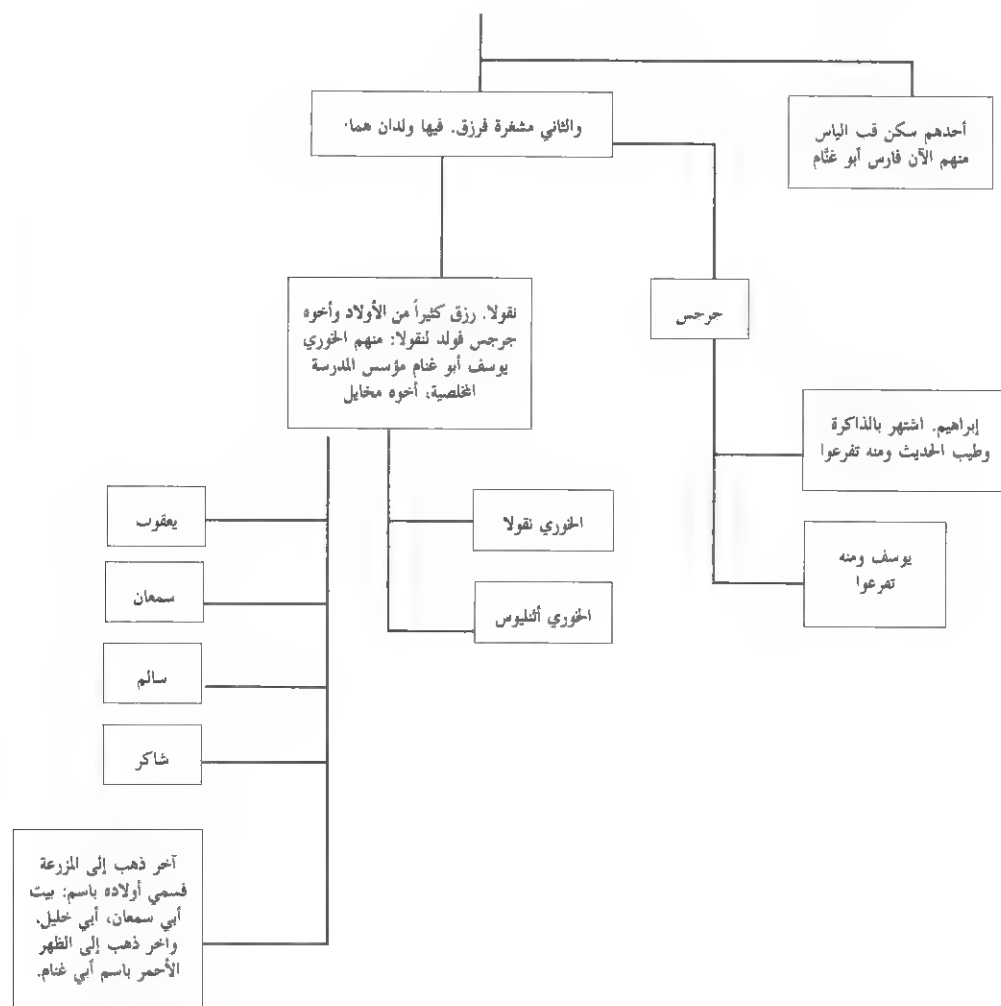 أحدهم سكن قب الياس
منهم الآن فارس أبو غنّام
والثاني مشغرة فرزق. فيها ولدان هما.
جرجس
إبراهيم. اشتهر بالذاكرة
وطيب الحديث ومنه تفرعوا
يوسف ومنه
تفرعوا
نقولا. رزق كثيراً من الأولاد وأخوه
جرجس فولد لنقولا: منهم الخوري
يوسف أبو غنام مؤسس المدرسة
المخلصية، أخوه مخايل
الخوري نقولا
الخوري أثنليوس
يعقوب
سمعان
سالم
شاكر
آخر ذهب إلى المزرعة
فسمي أولاده باسم: بيت
أبي سمعان، أبي خليل.
واخر ذهب إلى الظهر
الأحمر باسم أبي غنام.